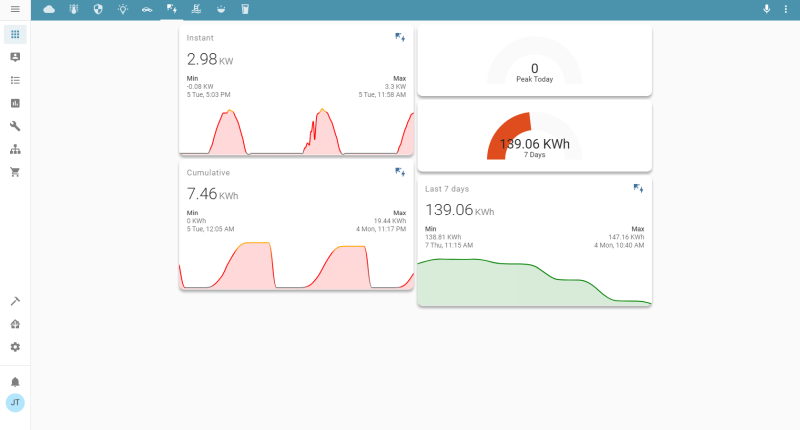 Instant
2.98 KW
Min Max
-0.08 KW 3.3 KW
5 Tue, 5:03 PM 5 Tue, 11:58 AM
Cumulative
7.46 KWh
Min Max
0 KWh 19.44 KWh
5 Tue, 12:05 AM 4 Mon, 11:17 PM
0
Peak Today
139.06 KWh
7 Days
Last 7 days
139.06 KWh
Min Max
138.81 KWh 147.16 KWh
7 Thu, 11:15 AM 4 Mon, 10:40 AM
JT